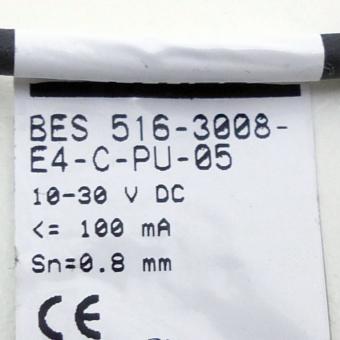 BES 516-3008-
E4-C-PU-05
10-30 V DC
<= 100 mA
Sn=0.8 mm
CE